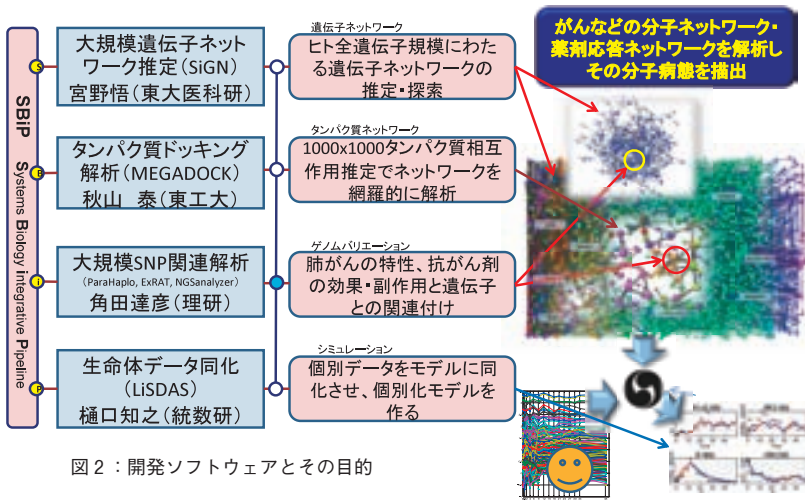 SBiP Systems Biology integrative Pipeline
S
B
i
P
大規模遺伝子ネット
ワーク推定(SiGN)
宮野悟(東大医科研)
タンパク質ドッキング
解析(MEGADOCK)
秋山 泰(東工大)
大規模SNP関連解析
(ParaHaplo, ExRAT, NGSanalyzer)
角田達彦(理研)
生命体データ同化
(LiSDAS)
樋口知之(統数研)
遺伝子ネットワーク
ヒト全遺伝子規模にわた
る遺伝子ネットワークの
推定・探索
タンパク質ネットワーク
1000x1000タンパク質相互
作用推定でネットワークを
網羅的に解析
ゲノムバリエーション
肺がんの特性、抗がん剤
の効果・副作用と遺伝子
との関連付け
シミュレーション
個別データをモデルに同
化させ、個別化モデルを
作る
がんなどの分子ネットワーク・
薬剤応答ネットワークを解析し
その分子病態を描出
図2：開発ソフトウェアとその目的